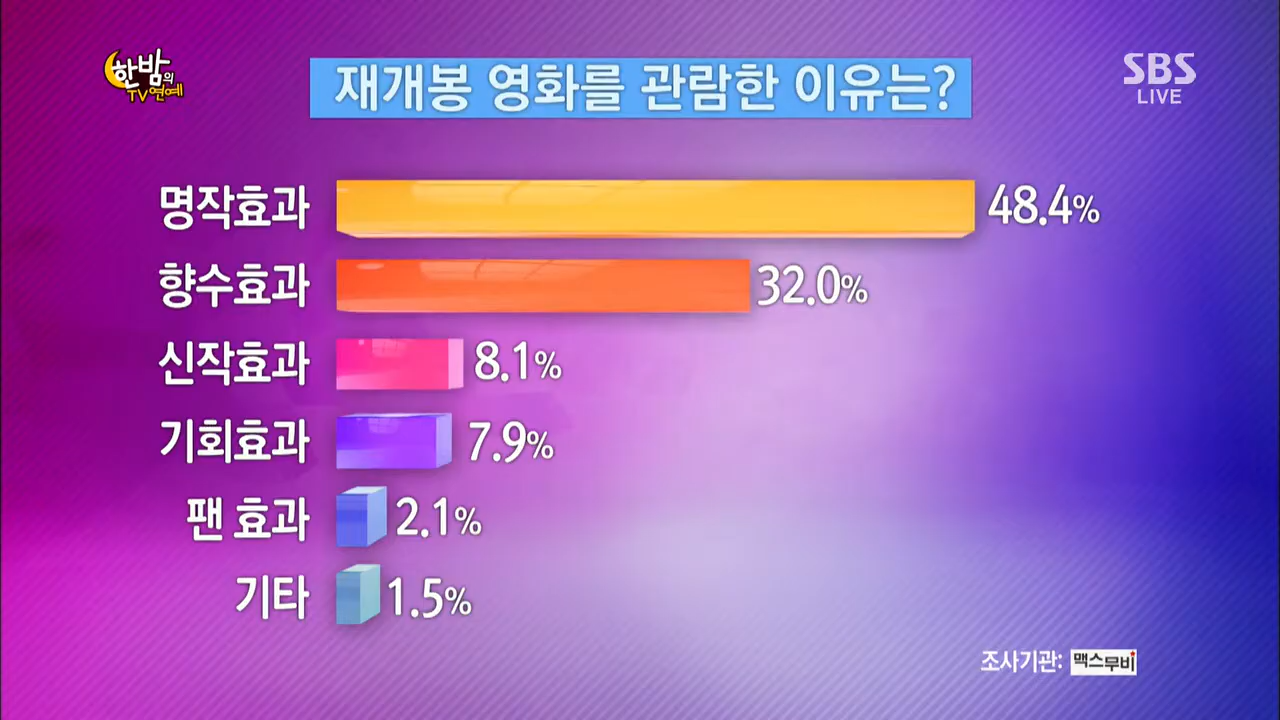 한밤의
TV연예
재개봉 영화를 관람한 이유는?
SBS
LIVE
명작효과 48.4%
향수효과 32.0%
신작효과 8.1%
기회효과 7.9%
팬 효과 2.1%
기타 1.5%
조사기관: 맥스무비